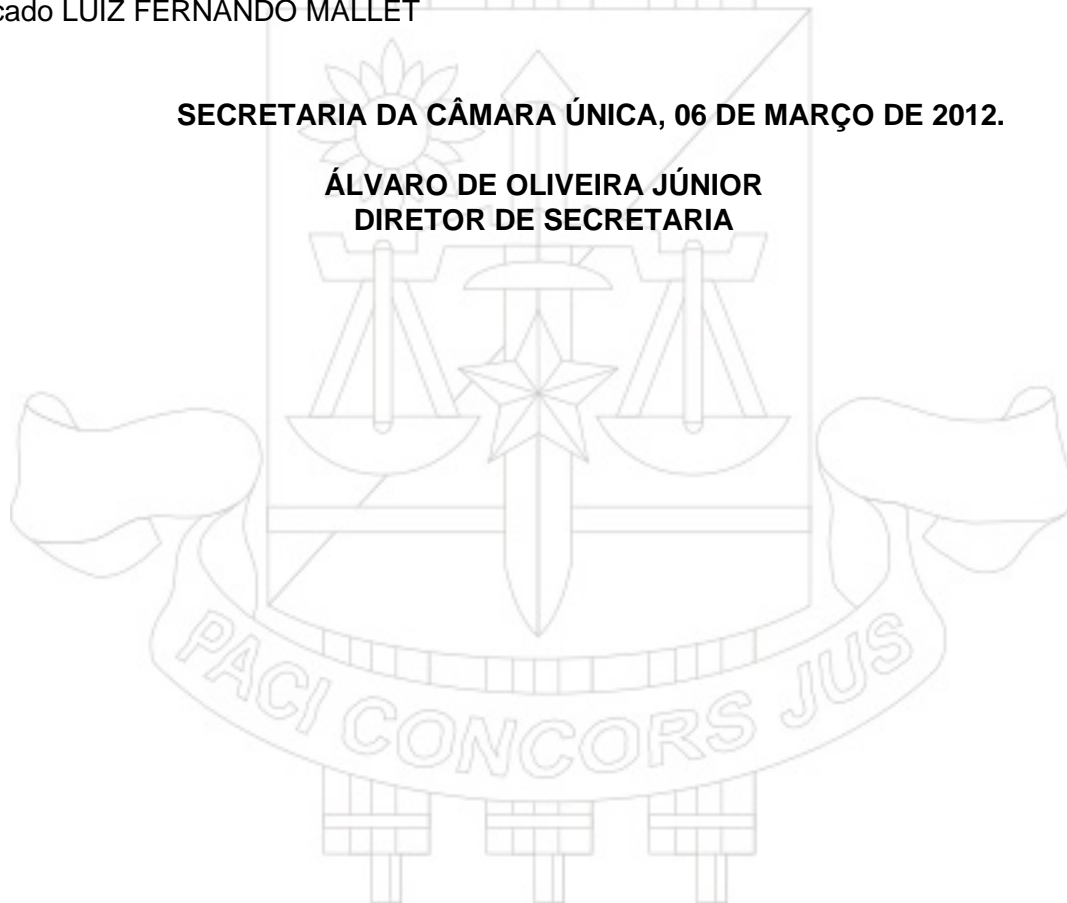 cado LUIZ FERNANDO MALLET
SECRETARIA DA CÂMARA ÚNICA, 06 DE MARÇO DE 2012.
ÁLVARO DE OLIVEIRA JÚNIOR
DIRETOR DE SECRETARIA
PACI CONCORS JUS